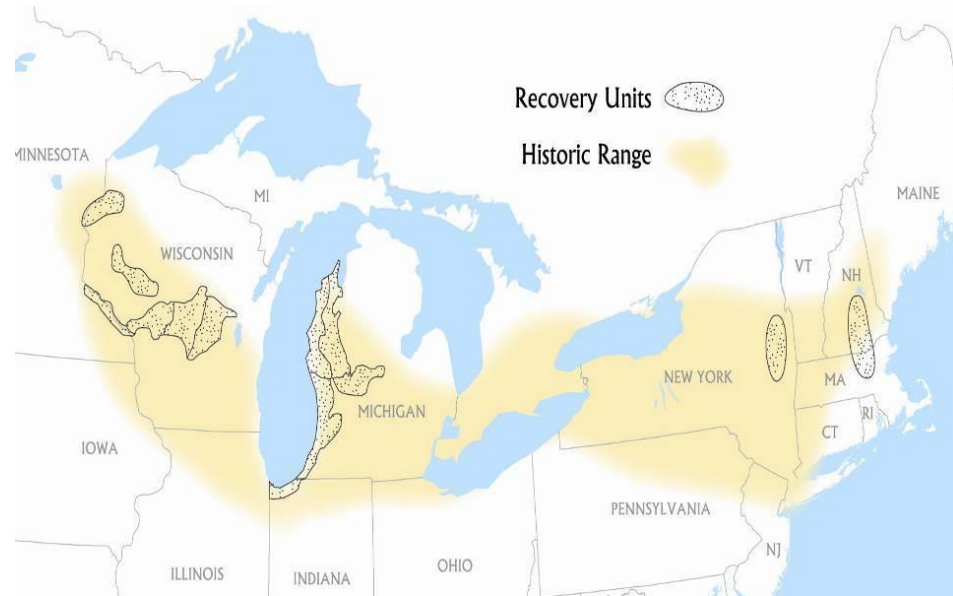 Recovery Units
Historic Range
MINNESOTA
MI
MAINE
WISCONSIN
VT
NH
NEW YORK
MA
MICHIGAN
RI
CT
IOWA
PENNSYLVANIA
NJ
OHIO
ILLINOIS
INDIANA